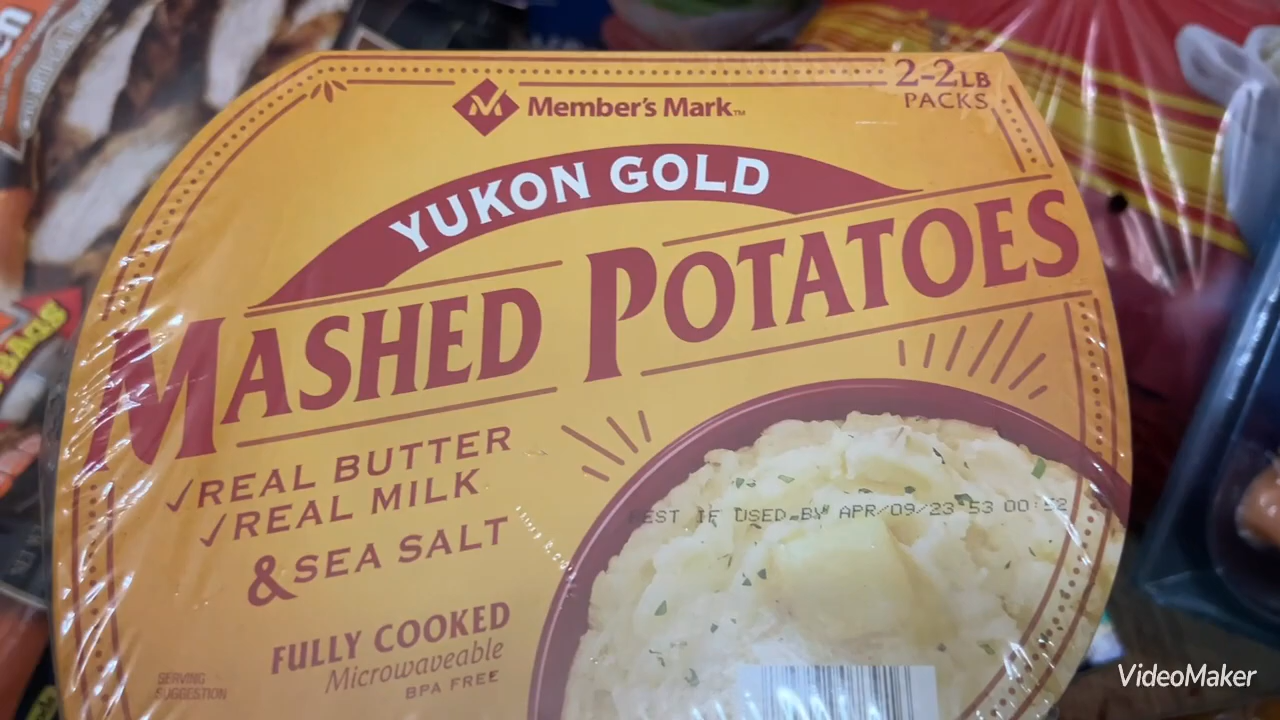 Member's Mark™
2-2LB
PACKS
YUKON GOLD
MASHED POTATOES
✓REAL BUTTER
✓REAL MILK
& SEA SALT
BEST IF USED BY APR/09/23 53 00:52
FULLY COOKED
Microwaveable
BPA FREE
SERVING
SUGGESTION
VideoMaker